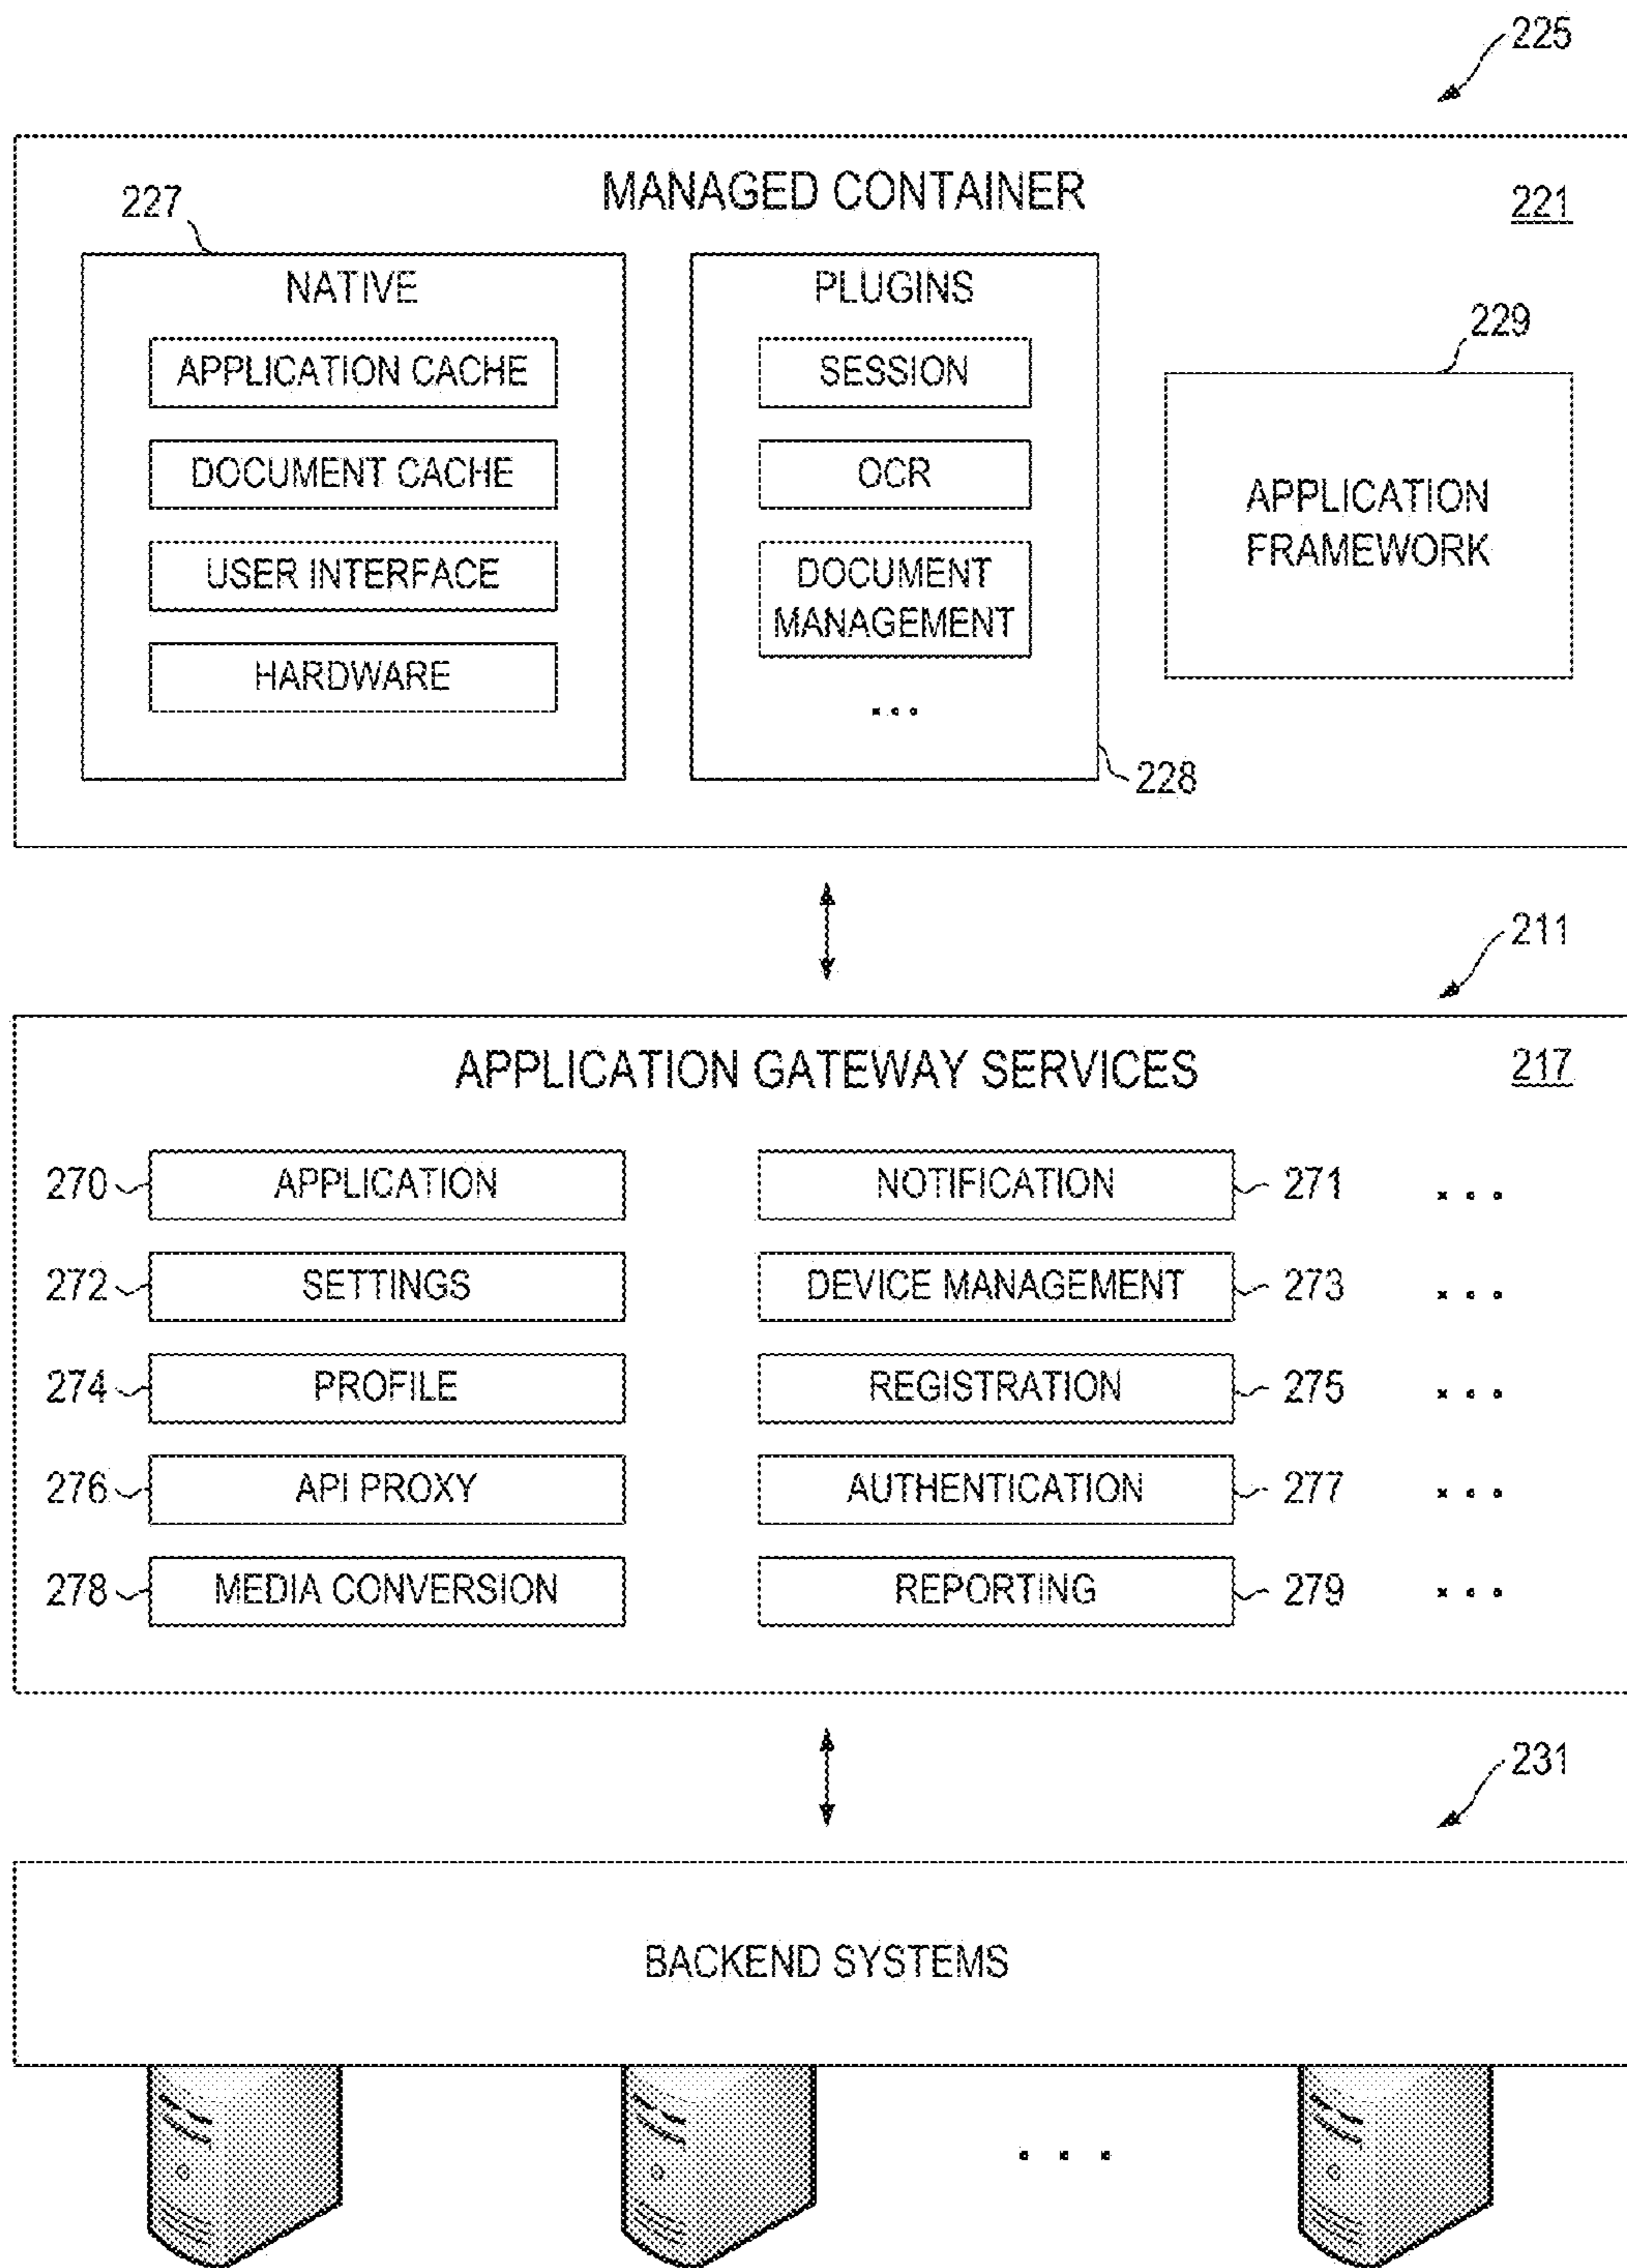 225
MANAGED CONTAINER
221
227
NATIVE
APPLICATION CACHE
DOCUMENT CACHE
USER INTERFACE
HARDWARE
PLUGINS
SESSION
OCR
DOCUMENT
MANAGEMENT
...
228
229
APPLICATION
FRAMEWORK
211
APPLICATION GATEWAY SERVICES
217
270 APPLICATION NOTIFICATION 271 ...
272 SETTINGS DEVICE MANAGEMENT 273 ...
274 PROFILE REGISTRATION 275 ...
276 API PROXY AUTHENTICATION 277 ...
278 MEDIA CONVERSION REPORTING 279 ...
231
BACKEND SYSTEMS
...